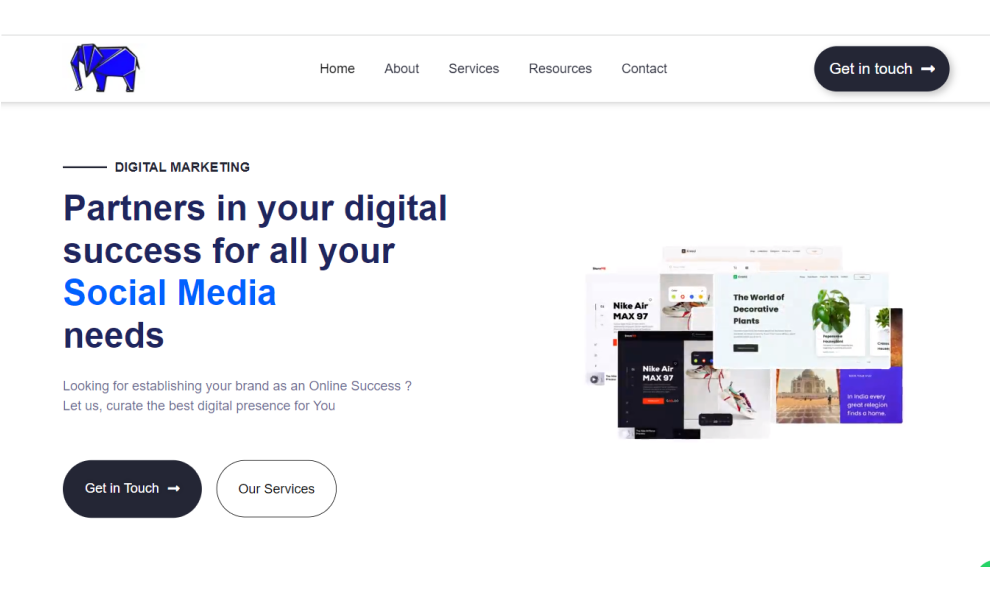 Home About Services Resources Contact
Get in touch
DIGITAL MARKETING
Partners in your digital
success for all your
Social Media
needs
Looking for establishing your brand as an Online Success ?
Let us, curate the best digital presence for You
Get in Touch
Our Services
Nike Air
MAX 97
The World of
Decorative
Plants
Nike Air
MAX 97
In India every
great relegion
finds a home.